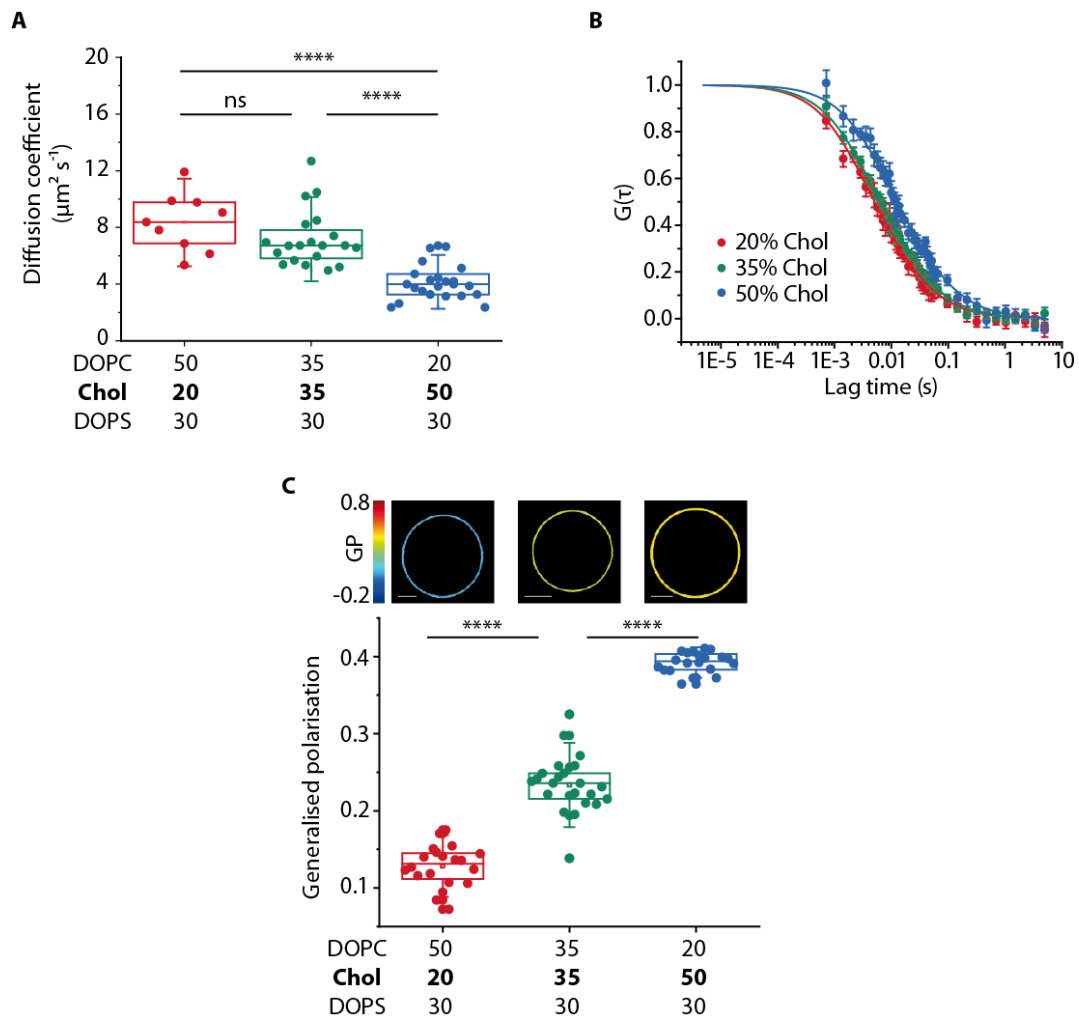 A
Diffusion coefficient
(μm² s⁻¹)
20
16
12
8
4
0
****
ns
****
DOPC 50 35 20
Chol 20 35 50
DOPS 30 30 30
B
G(τ)
1.0
0.8
0.6
0.4
0.2
0.0
20% Chol
35% Chol
50% Chol
1E-5 1E-4 1E-3 0.01 0.1 1 10
Lag time (s)
C
0.8
GP
-0.2
Generalised polarisation
**** ****
0.4
0.3
0.2
0.1
DOPC 50 35 20
Chol 20 35 50
DOPS 30 30 30